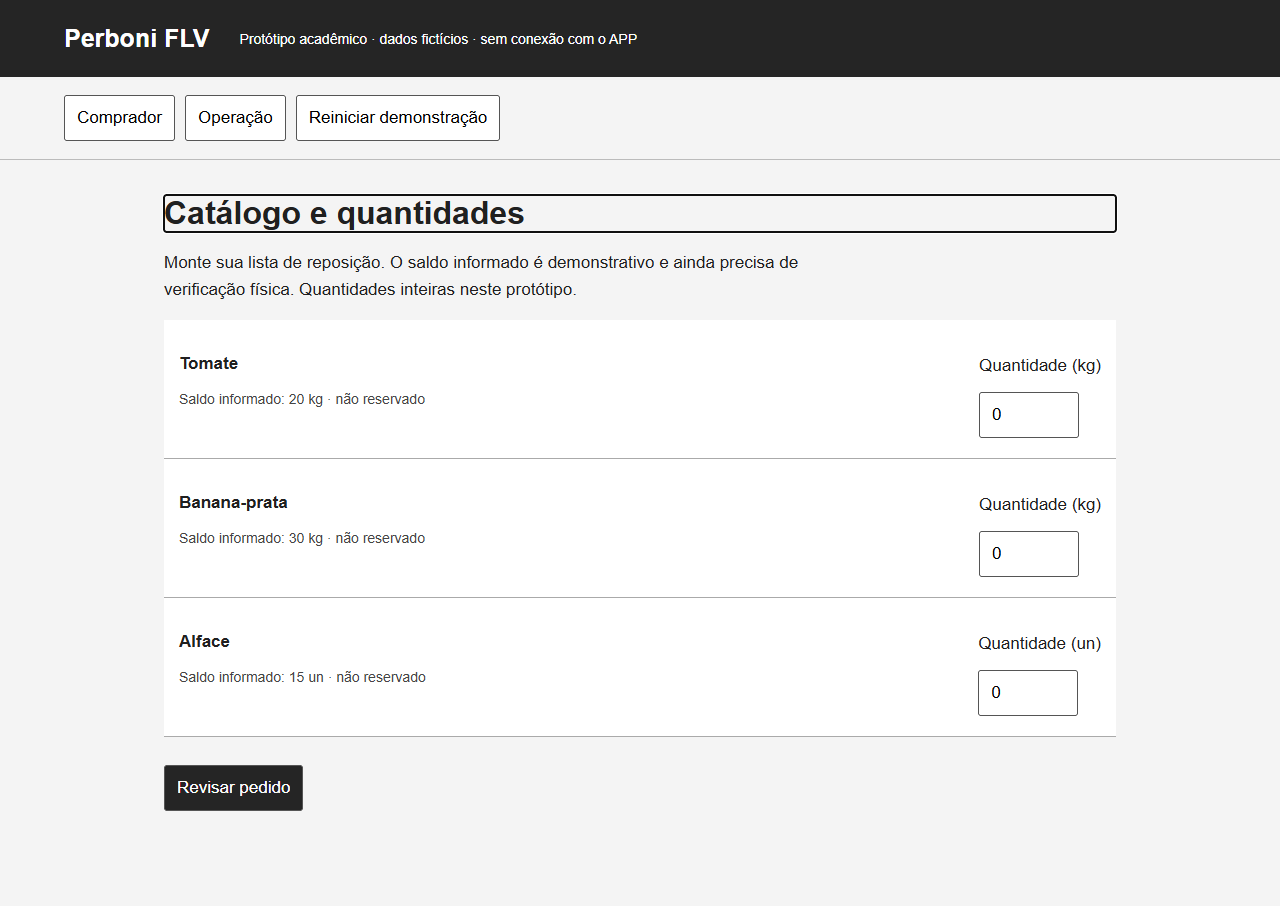 Perboni FLV
Protótipo acadêmico · dados fictícios · sem conexão com o APP
Comprador
Operação
Reiniciar demonstração
Catálogo e quantidades
Monte sua lista de reposição. O saldo informado é demonstrativo e ainda precisa de
verificação física. Quantidades inteiras neste protótipo.
Tomate
Saldo informado: 20 kg · não reservado
Quantidade (kg)
0
Banana-prata
Saldo informado: 30 kg · não reservado
Quantidade (kg)
0
Alface
Saldo informado: 15 un · não reservado
Quantidade (un)
0
Revisar pedido